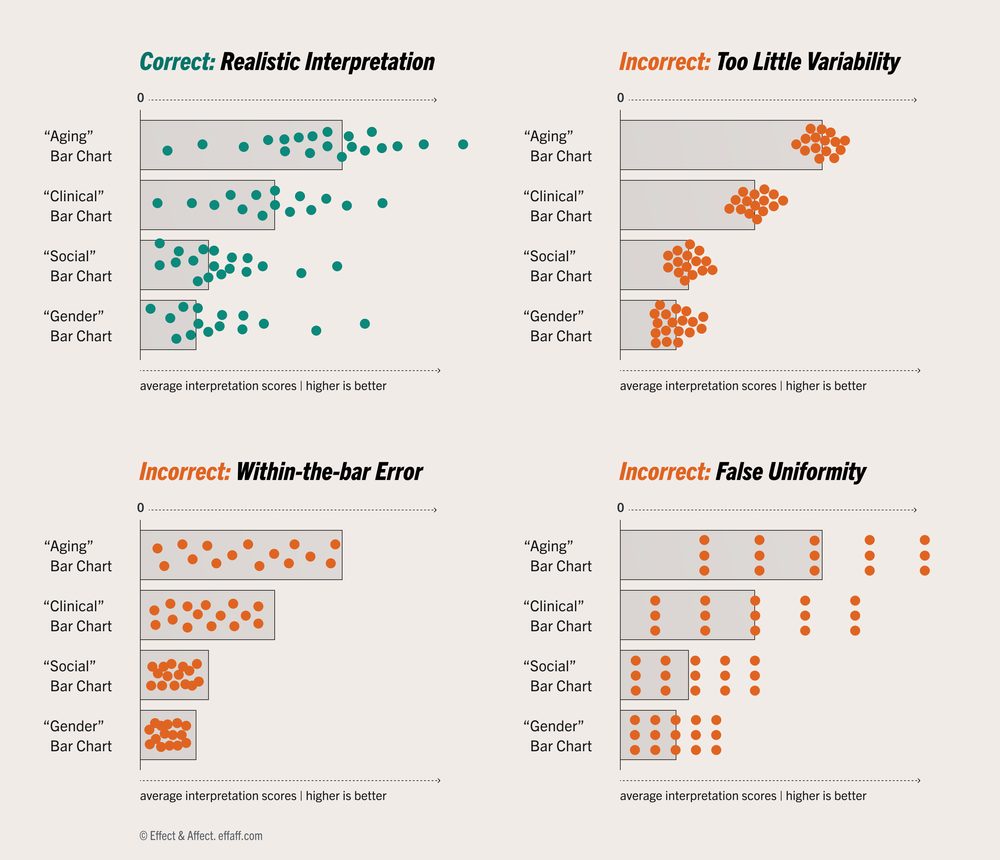 Correct: Realistic Interpretation
0
“Aging”
Bar Chart
“Clinical”
Bar Chart
“Social”
Bar Chart
“Gender”
Bar Chart
average interpretation scores | higher is better
Incorrect: Too Little Variability
0
“Aging”
Bar Chart
“Clinical”
Bar Chart
“Social”
Bar Chart
“Gender”
Bar Chart
average interpretation scores | higher is better
Incorrect: Within-the-bar Error
0
“Aging”
Bar Chart
“Clinical”
Bar Chart
“Social”
Bar Chart
“Gender”
Bar Chart
average interpretation scores | higher is better
Incorrect: False Uniformity
0
“Aging”
Bar Chart
“Clinical”
Bar Chart
“Social”
Bar Chart
“Gender”
Bar Chart
average interpretation scores | higher is better
© Effect & Affect. effaff.com